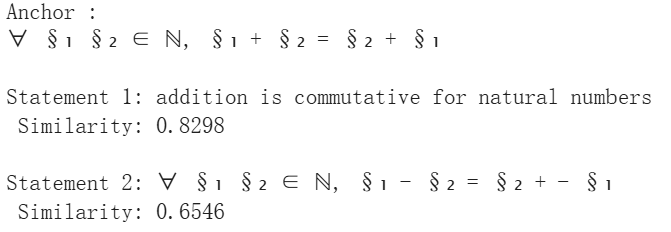 Anchor :
∀ §₁ §₂ ∈ ℕ, §₁ + §₂ = §₂ + §₁
Statement 1: addition is commutative for natural numbers
Similarity: 0.8298
Statement 2: ∀ §₁ §₂ ∈ ℕ, §₁ - §₂ = §₂ + - §₁
Similarity: 0.6546